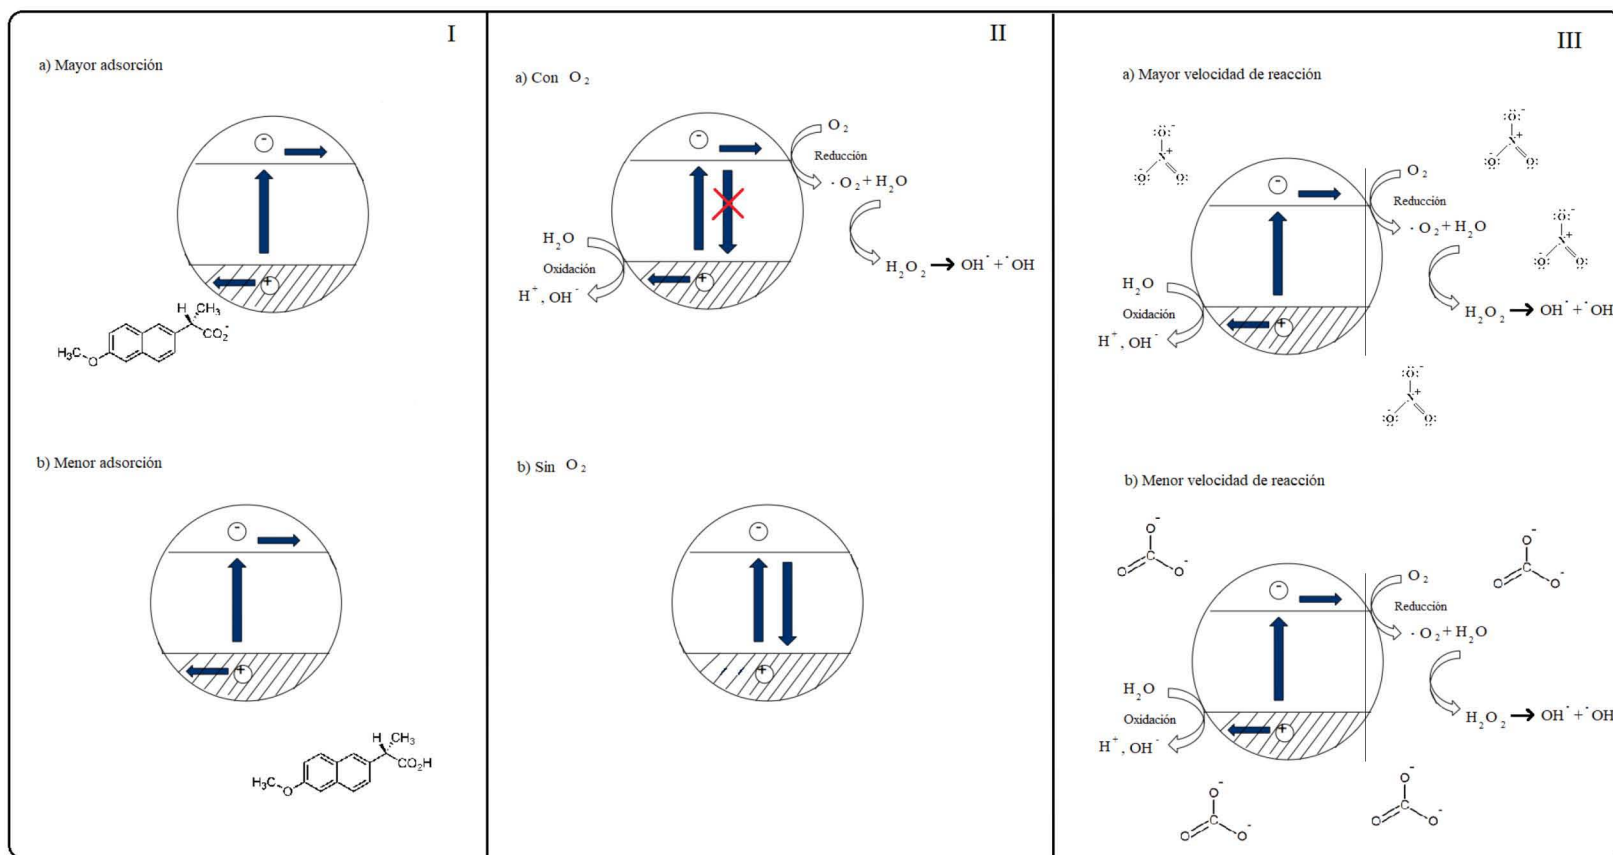 I
a) Mayor adsorción
-
+
H
CH₃
CO₂⁻
H₃C
O
b) Menor adsorción
-
+
H
CH₃
CO₂H
H₃C
O
II
a) Con O₂
-
O₂
Reducción
· O₂ + H₂O
H₂O
Oxidación
+
H₂O₂ → OH˙ + ˙OH
H⁺, OH⁻
b) Sin O₂
-
+
III
a) Mayor velocidad de reacción
:Ö:⁻
N⁺
⁻:O: O:
:Ö:⁻
N⁺
⁻:O: O:
-
O₂
Reducción
· O₂ + H₂O
:Ö:⁻
N⁺
⁻:O: O:
H₂O
Oxidación
+
H₂O₂ → OH˙ + ˙OH
H⁺, OH⁻
:Ö:⁻
N⁺
⁻:O: O:
b) Menor velocidad de reacción
O⁻
C
O O⁻
O⁻
C
O O⁻
-
O₂
Reducción
· O₂ + H₂O
H₂O
Oxidación
+
H₂O₂ → OH˙ + ˙OH
H⁺, OH⁻
O⁻
C
O O⁻
O⁻
C
O O⁻